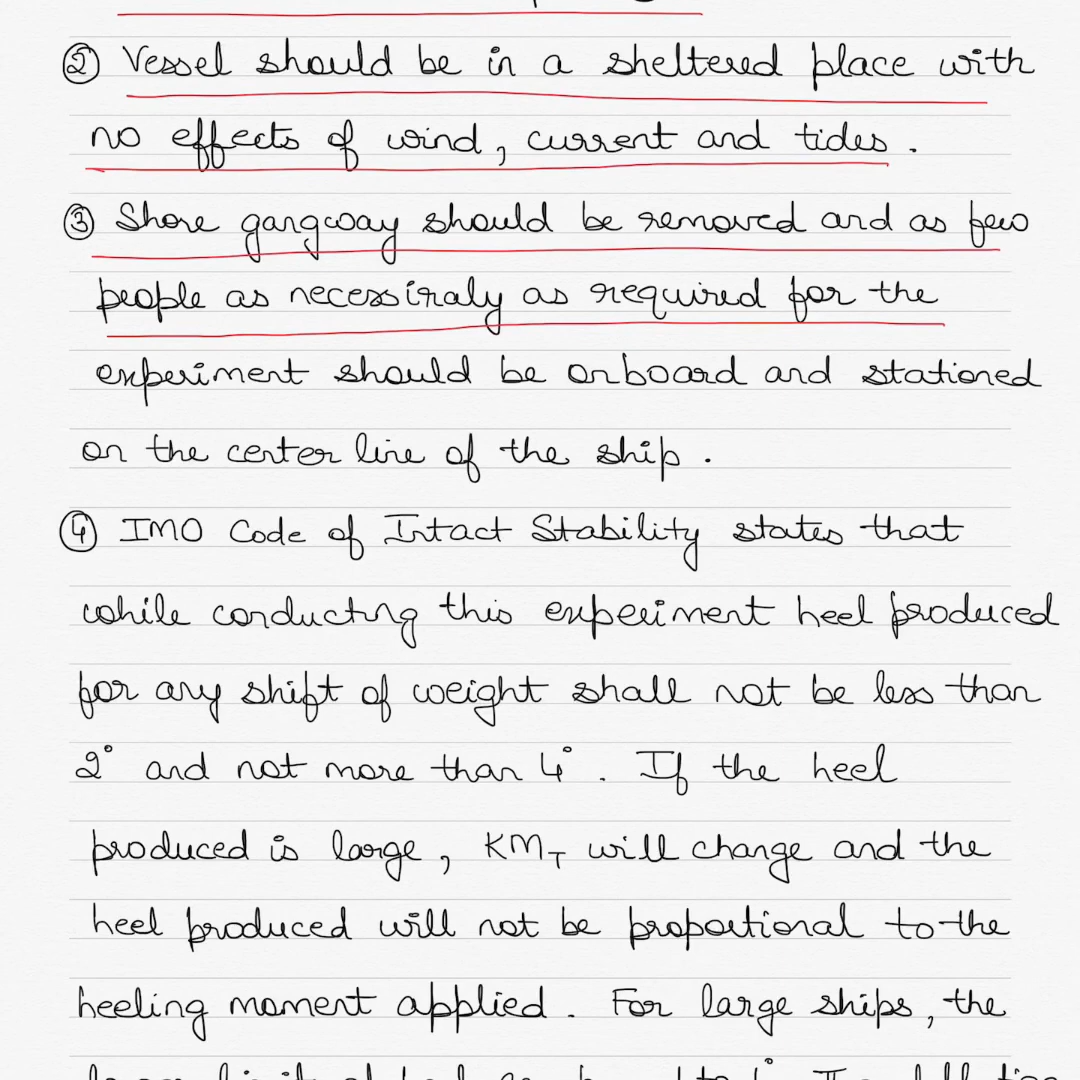 ② Vessel should be in a sheltered place with
no effects of wind, current and tides.
③ Shore gangway should be removed and as few
people as necessiraly as required for the
experiment should be onboard and stationed
on the center line of the ship.
④ IMO Code of Intact Stability states that
while conductng this experiment heel produced
for any shift of weight shall not be less than
2° and not more than 4°. If the heel
produced is large, KM_T will change and the
heel produced will not be proportional to the
heeling moment applied. For large ships, the